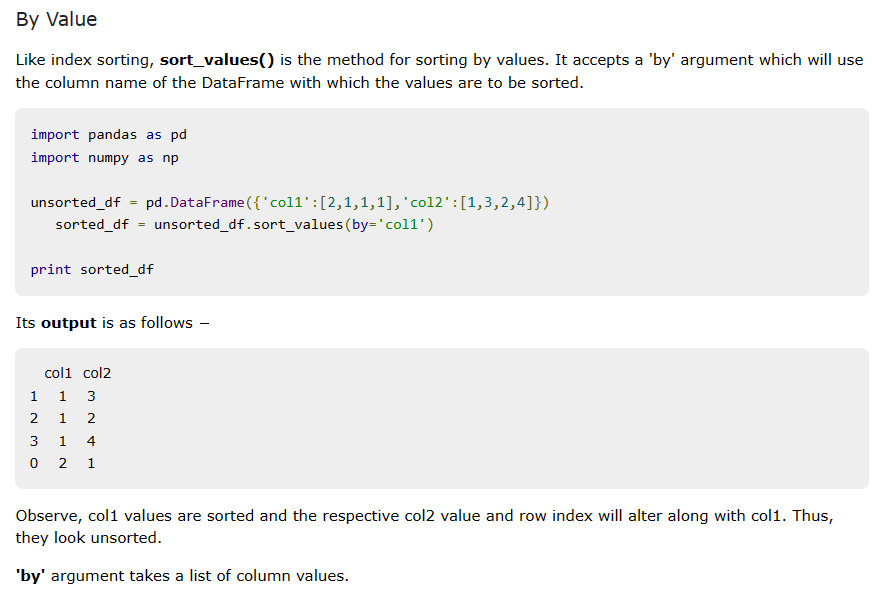 By Value
Like index sorting, sort_values() is the method for sorting by values. It accepts a 'by' argument which will use
the column name of the DataFrame with which the values are to be sorted.
import pandas as pd
import numpy as np
unsorted_df = pd.DataFrame({'col1':[2,1,1,1],'col2':[1,3,2,4]})
   sorted_df = unsorted_df.sort_values(by='col1')
print sorted_df
Its output is as follows −
   col1 col2
1   1   3
2   1   2
3   1   4
0   2   1
Observe, col1 values are sorted and the respective col2 value and row index will alter along with col1. Thus,
they look unsorted.
'by' argument takes a list of column values.